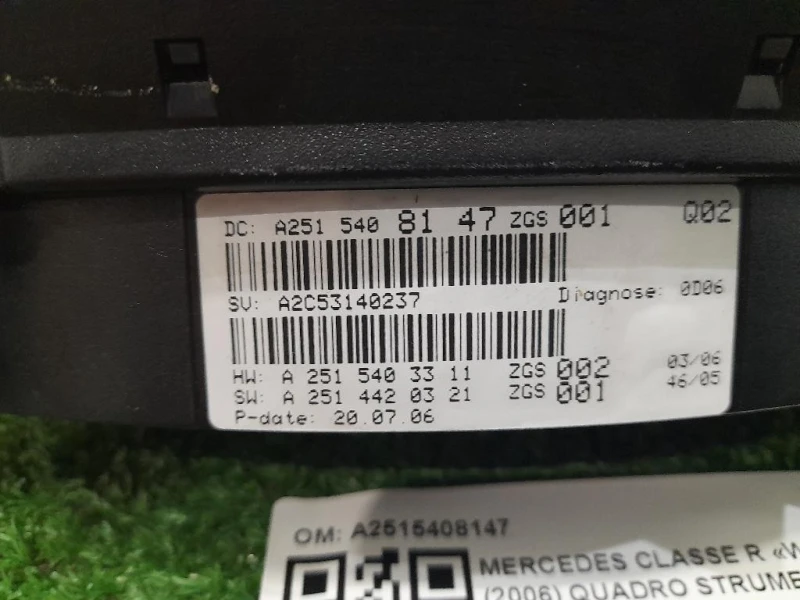 DC: A251 540 81 47 ZGS 001 Q02
SV: A2C53140237 Diagnose: 0D06
HW: A 251 540 33 11 ZGS 002 03/06
SW: A 251 442 03 21 ZGS 001 46/05
P-date: 20.07.06
OM: A2515408147
MERCEDES CLASSE R
(2006) QUADRO